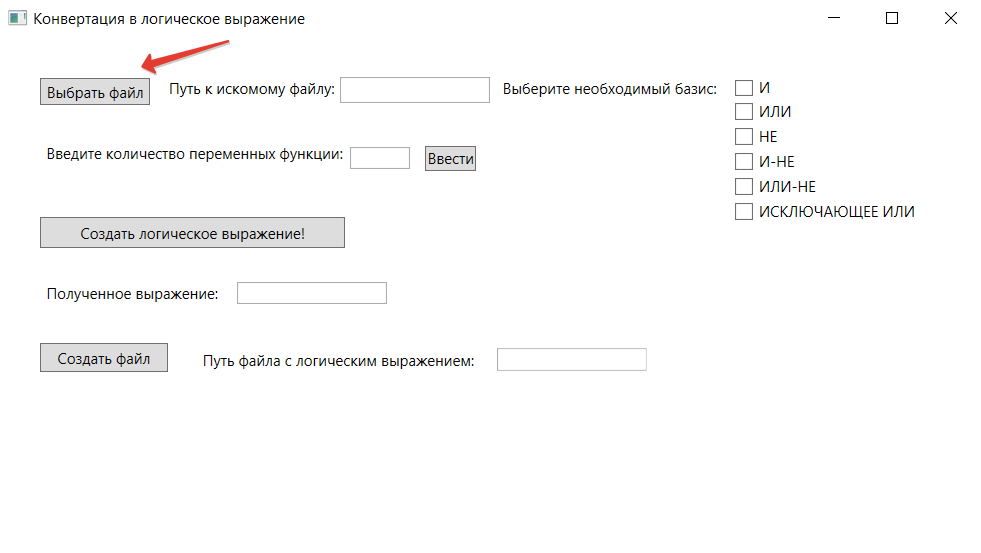 Конвертация в логическое выражение
Выбрать файл Путь к искомому файлу: Выберите необходимый базис: И
ИЛИ
НЕ
Введите количество переменных функции: Ввести И-НЕ
ИЛИ-НЕ
ИСКЛЮЧАЮЩЕЕ ИЛИ
Создать логическое выражение!
Полученное выражение:
Создать файл Путь файла с логическим выражением: